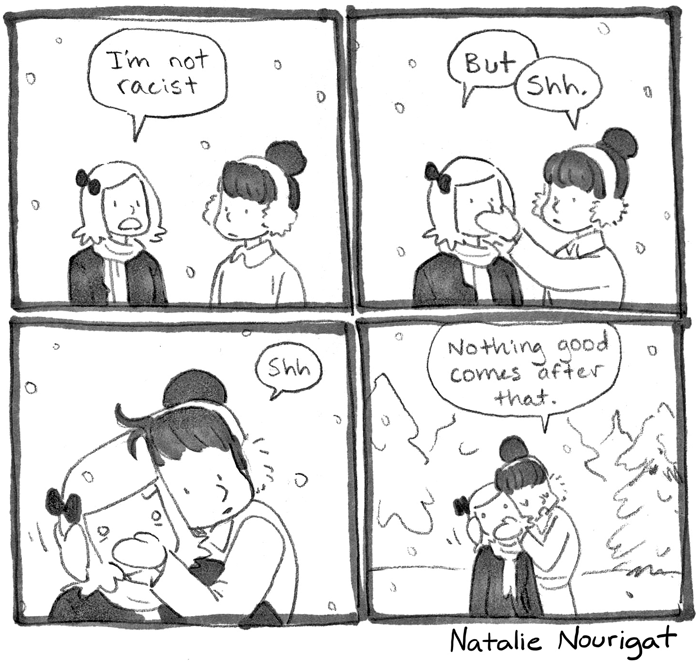 I'm not
racist
But
Shh.
Shh
Nothing good
comes after
that.
Natalie Nourigat